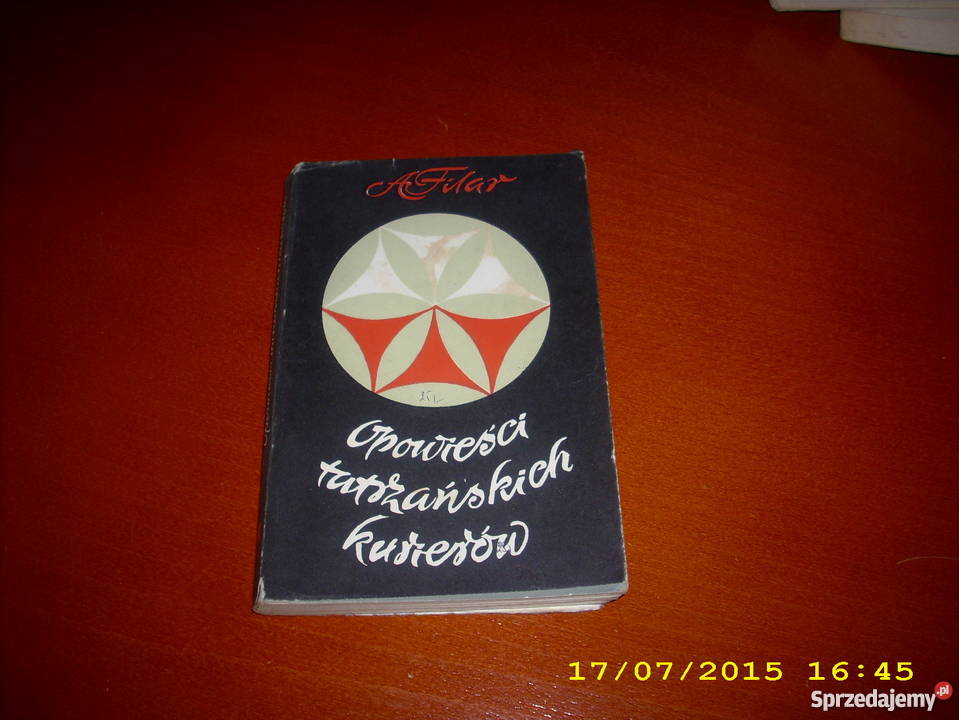 A Filar
Opowieści
tatrzańskich
kurierów
17/07/2015 16:45
Sprzedajemy.pl